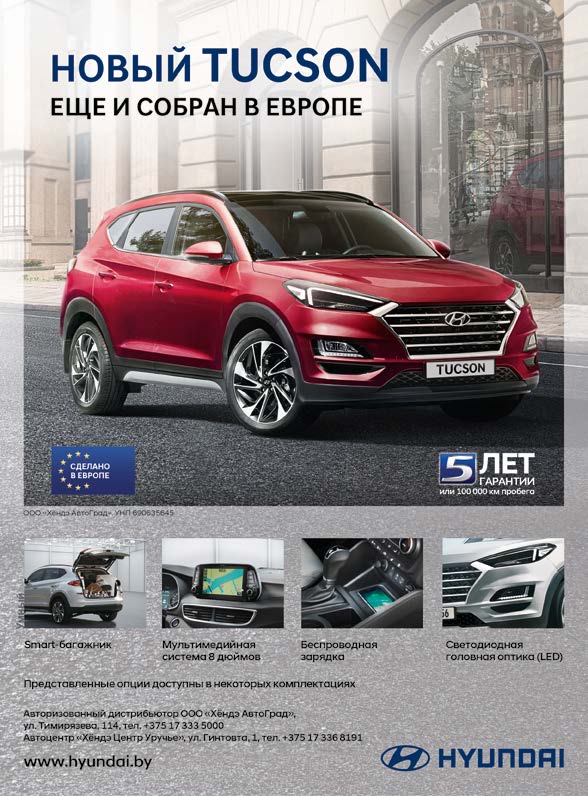 НОВЫЙ TUCSON
ЕЩЕ И СОБРАН В ЕВРОПЕ
TUCSON
СДЕЛАНО
В ЕВРОПЕ
5 ЛЕТ
ГАРАНТИИ
или 100 000 км пробега
ООО «Хёндэ АвтоГрад». УНП 690635645
Smart-багажник
Мультимедийная
система 8 дюймов
Беспроводная
зарядка
Светодиодная
головная оптика (LED)
Представленные опции доступны в некоторых комплектациях
Авторизованный дистрибьютор ООО «Хёндэ АвтоГрад»,
ул. Тимирязева, 114, тел. +375 17 333 5000
Автоцентр «Хёндэ Центр Уручье», ул. Гинтовта, 1, тел. +375 17 336 8191
www.hyundai.by
HYUNDAI